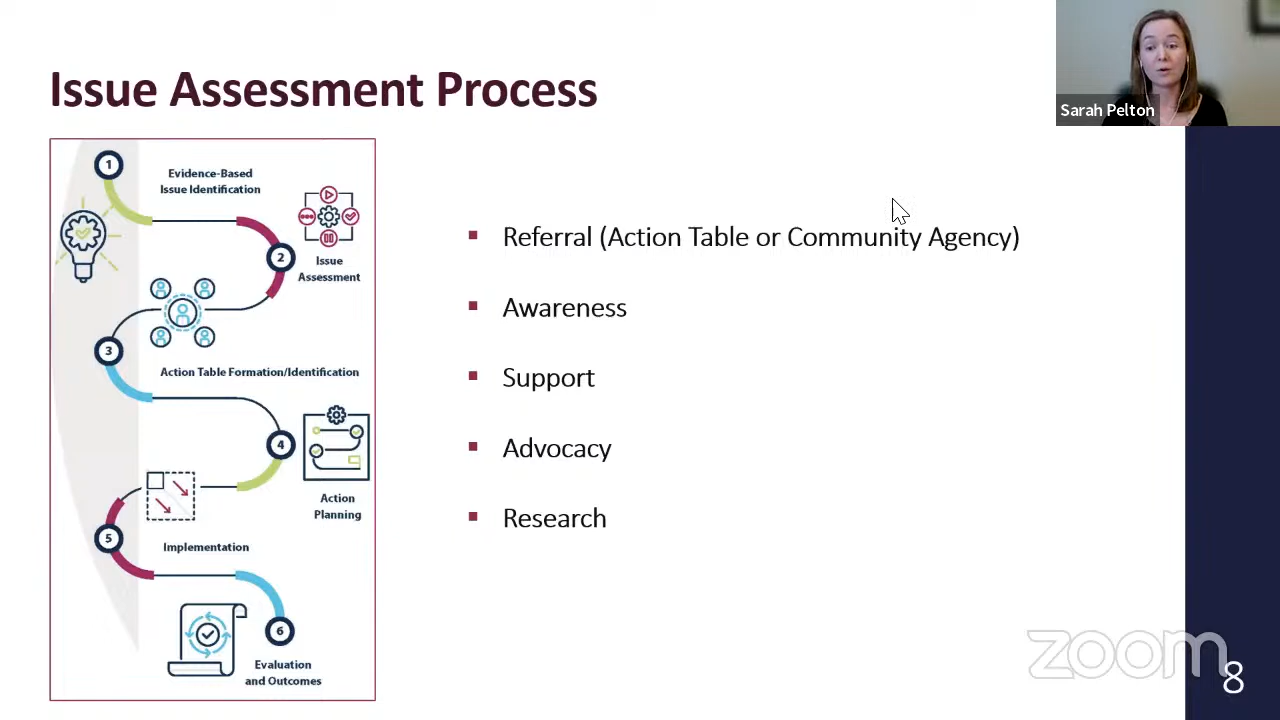 Issue Assessment Process
Sarah Pelton
1
Evidence-Based
Issue Identification
2
Issue
Assessment
3
Action Table Formation/Identification
4
Action
Planning
5
Implementation
6
Evaluation
and Outcomes
Referral (Action Table or Community Agency)
Awareness
Support
Advocacy
Research
zoom
8